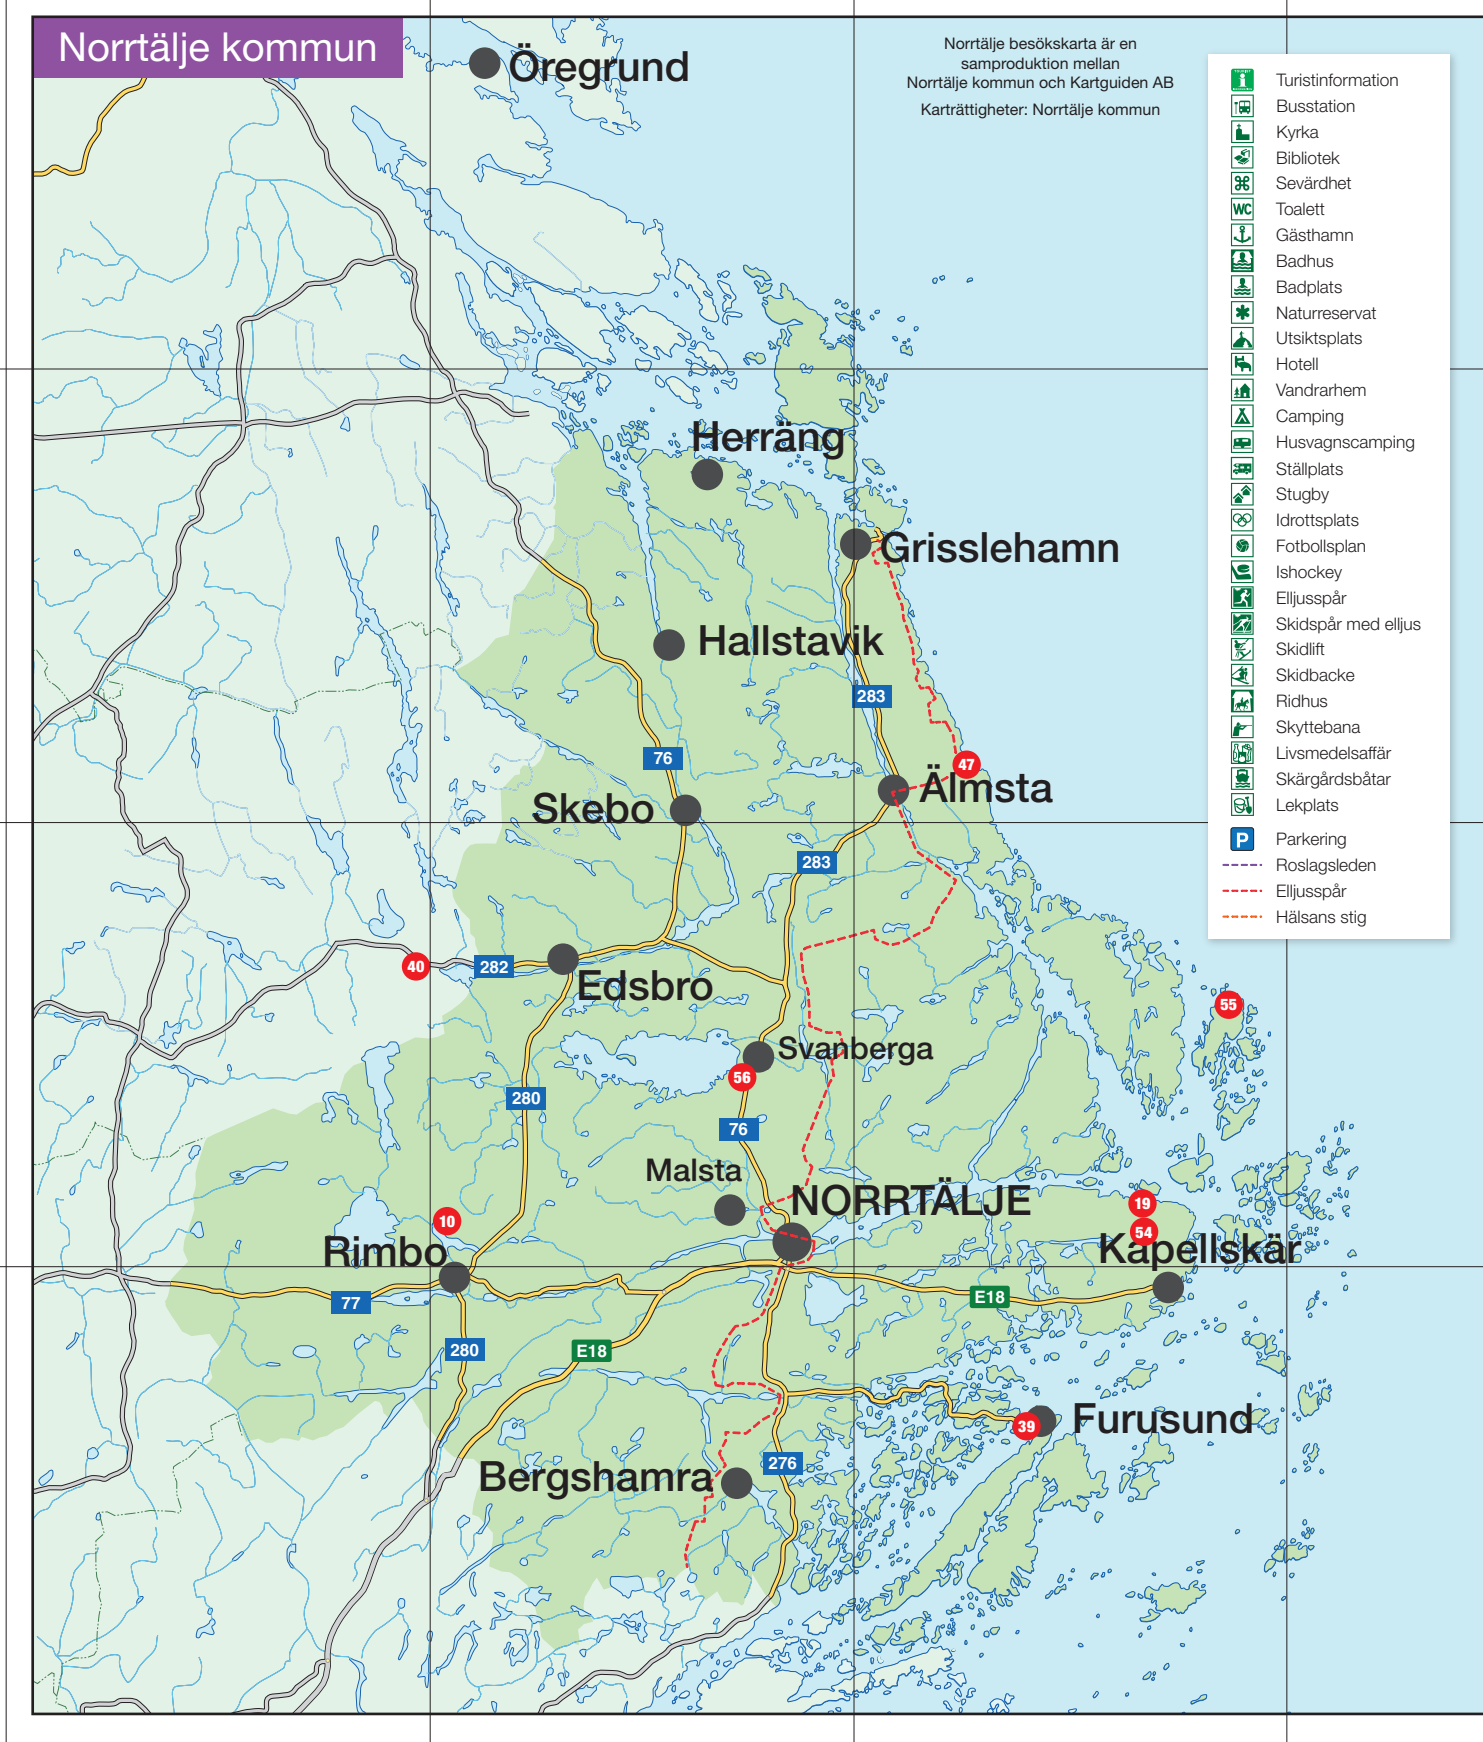 Norrtälje kommun
Öregrund
Norrtälje besökskarta är en
samproduktion mellan
Norrtälje kommun och Kartguiden AB
Karträttigheter: Norrtälje kommun
Turistinformation
Busstation
Kyrka
Bibliotek
Sevärdhet
WC Toalett
Gästhamn
Badhus
Badplats
Naturreservat
Utsiktsplats
Hotell
Vandrarhem
Camping
Husvagnscamping
Ställplats
Stugby
Idrottsplats
Fotbollsplan
Ishockey
Elljusspår
Skidspår med elljus
Skidlift
Skidbacke
Ridhus
Skyttebana
Livsmedelsaffär
Skärgårdsbåtar
Lekplats
P Parkering
Roslagsleden
Elljusspår
Hälsans stig
Herräng
Grisslehamn
Hallstavik
283
76
47
Älmsta
Skebo
283
40
282
Edsbro
55
Svanberga
56
280
76
Malsta
NORRTÄLJE
19
10
54
Rimbo
Kapellskär
77
E18
280
E18
39
Furusund
276
Bergshamra